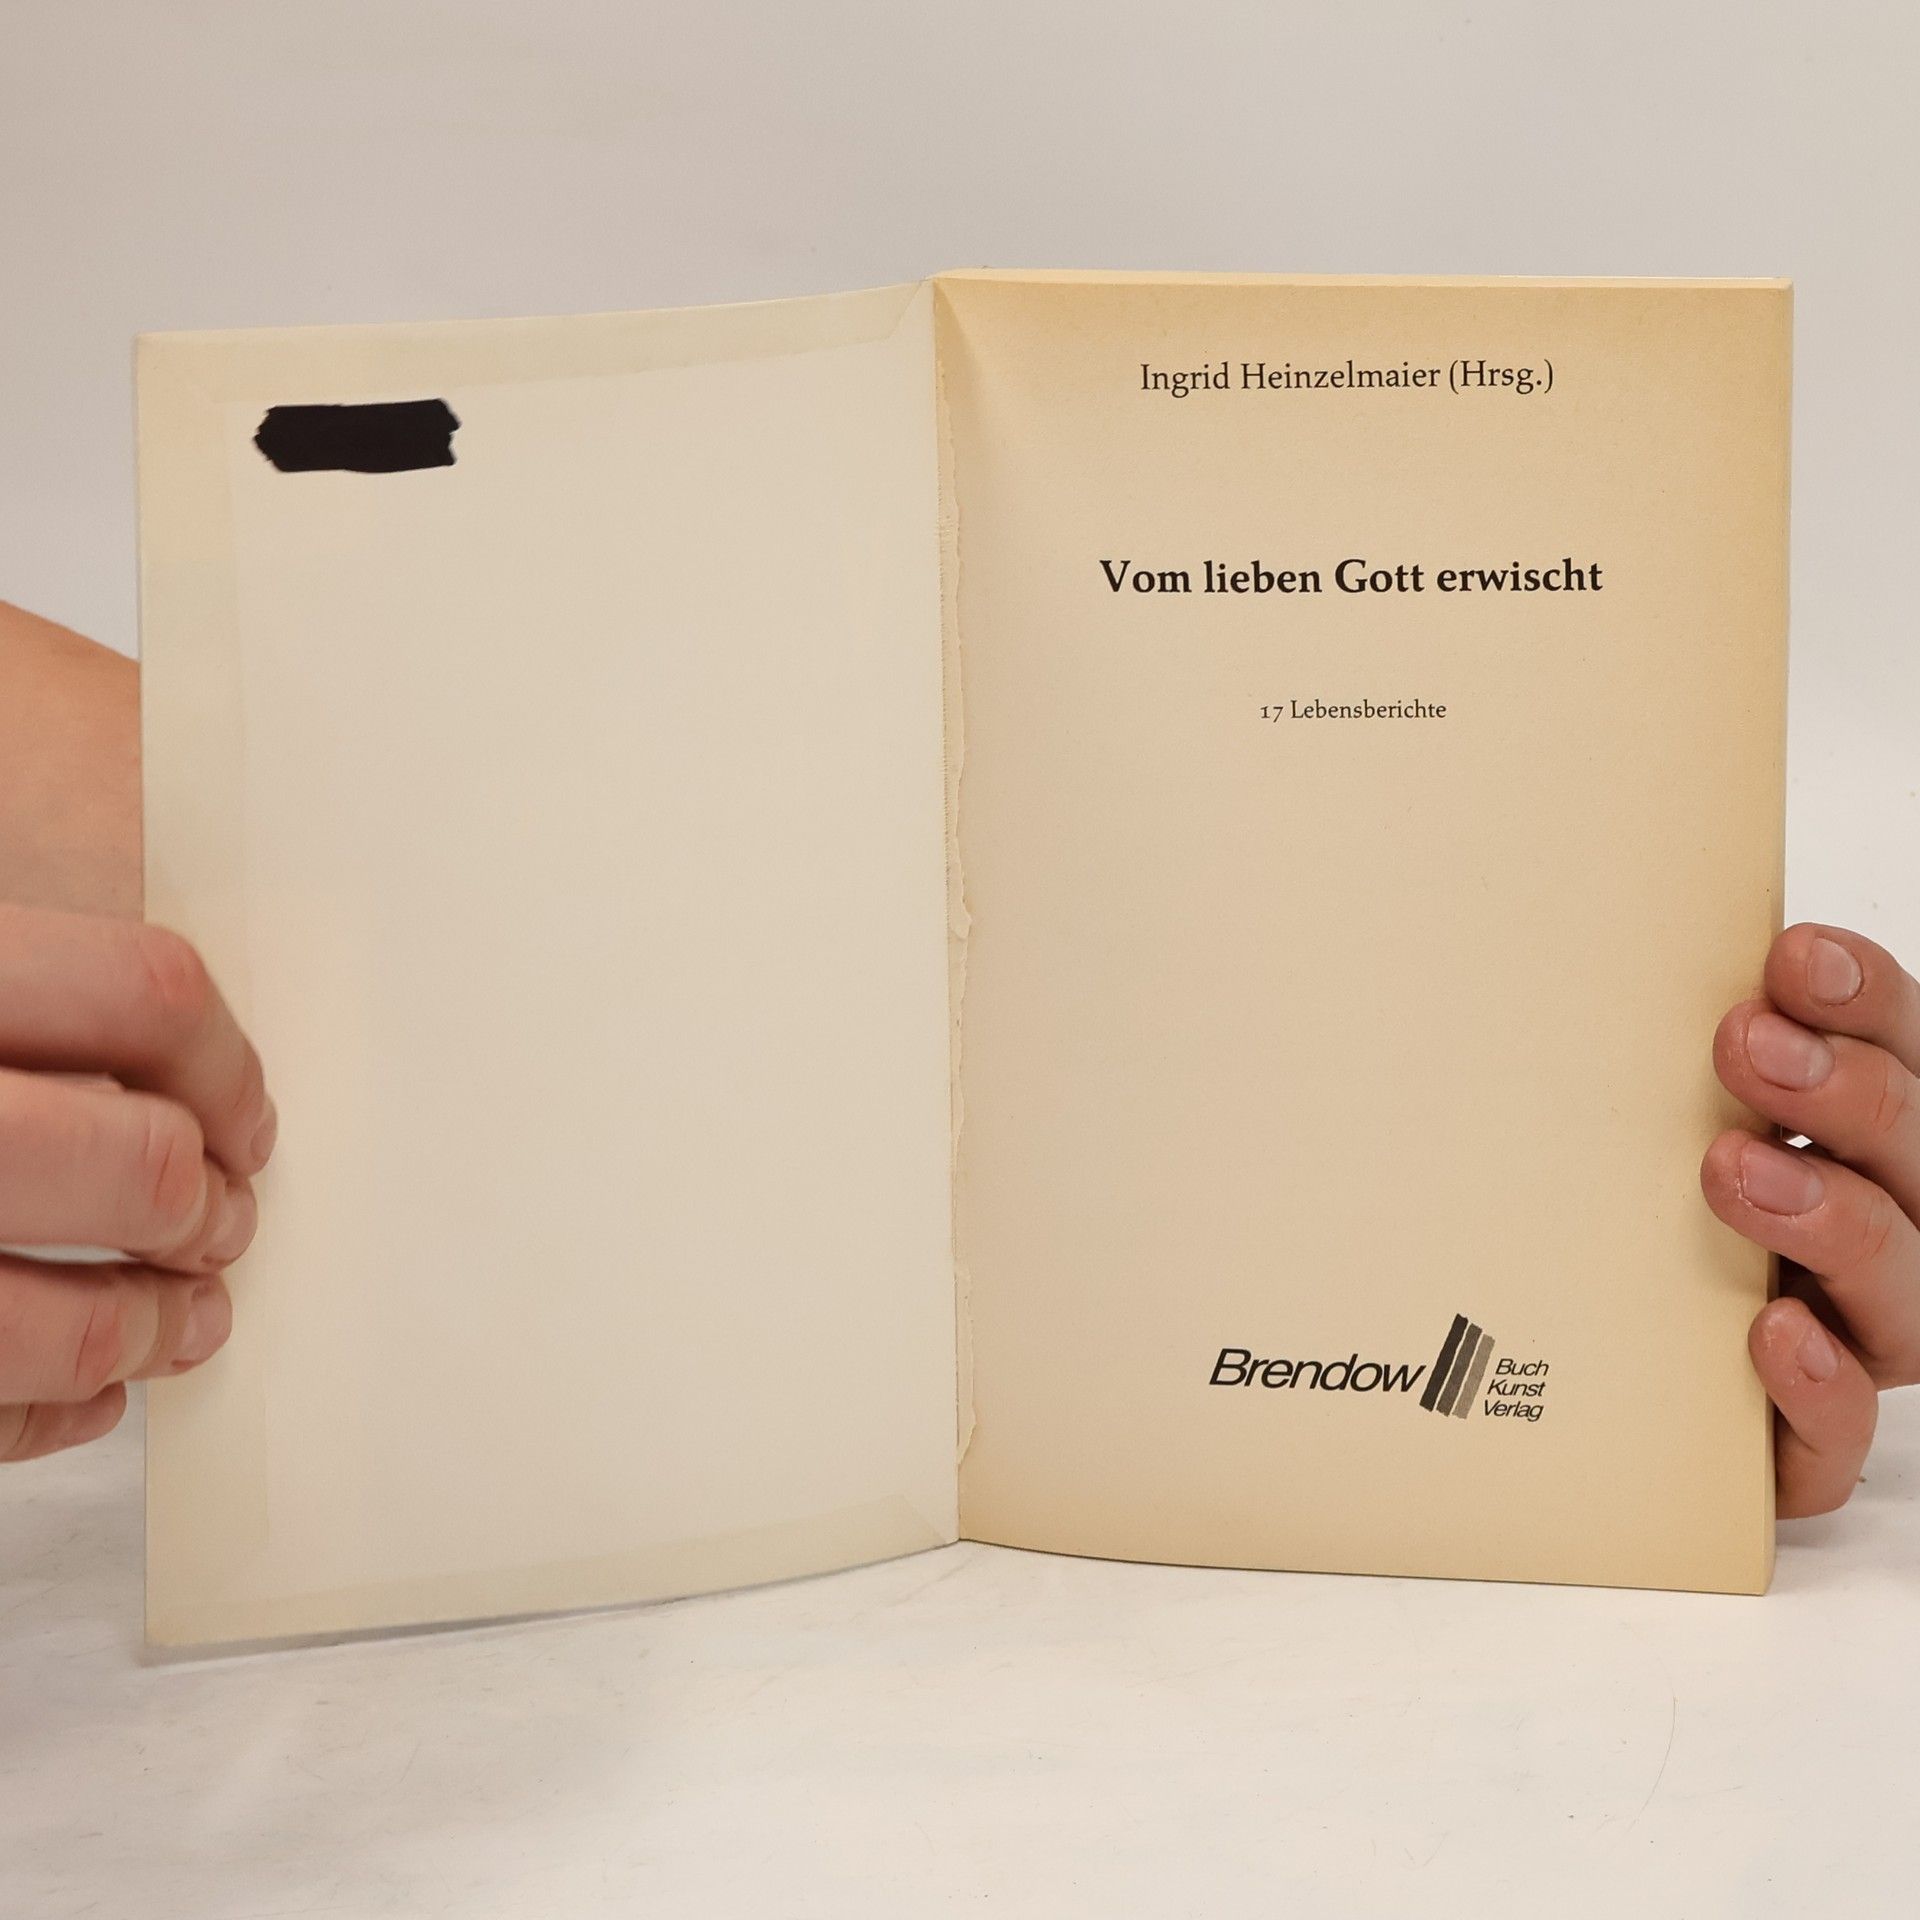 Ingrid Heinzelmaier (Hrsg.)
Vom lieben Gott erwischt
17 Lebensberichte
Brendow
Buch
Kunst
Verlag